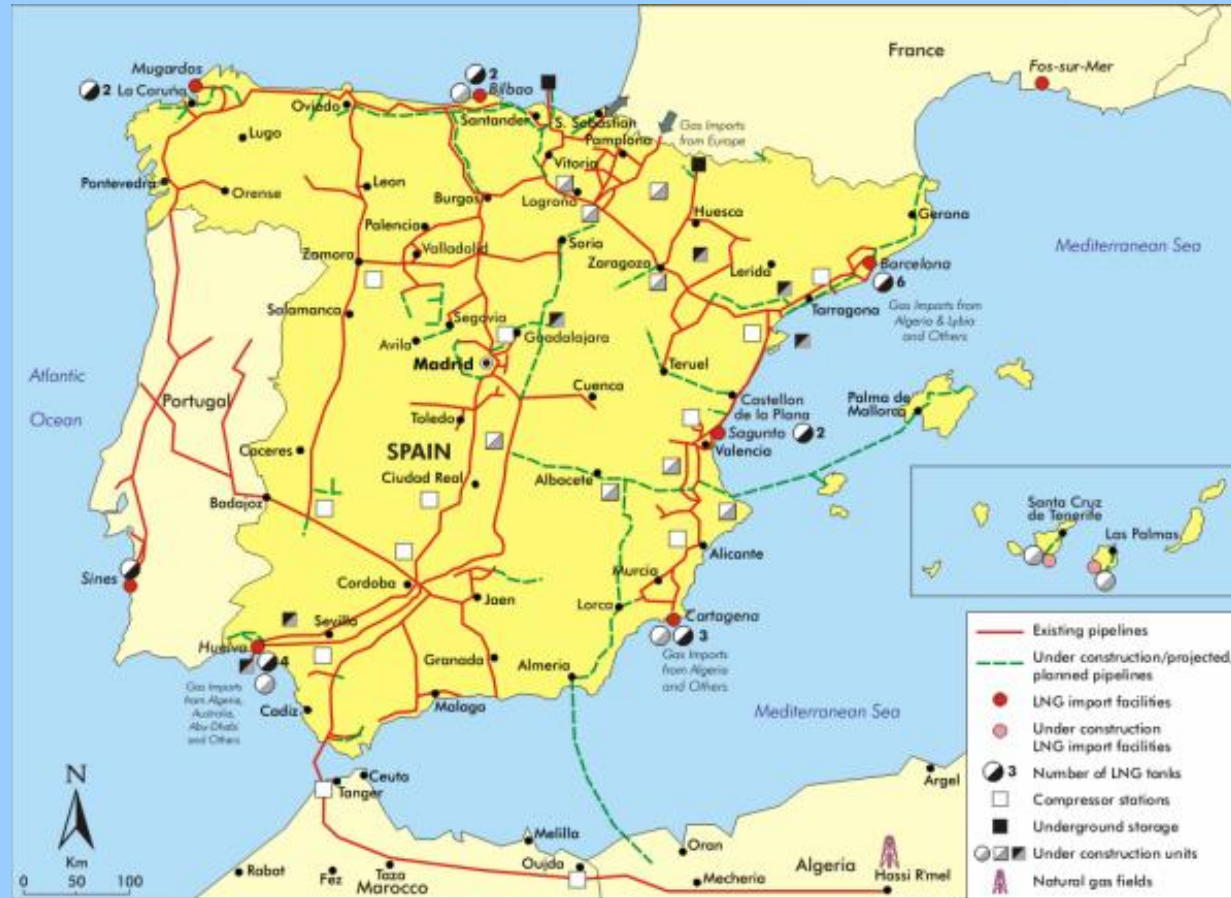 France
Mugardos
Fos-sur-Mer
2
2
La Coruña
Bilbao
Oviedo
Santander
S. Sebastian
Gas Imports
from Europe
Lugo
Pamplona
Vitoria
Pontevedra
Orense
Leon
Burgos
Logrono
Huesca
Gerona
Palencia
Valladolid
Soria
Zamora
Zaragoza
Lerida
Barcelona
6
Mediterranean Sea
Salamanca
Segovia
Guadalajara
Tarragona
Gas Imports from
Algeria & Lybia
and Others
Avila
Madrid
Teruel
Atlantic
Ocean
Portugal
Cuenca
Castellon
de la Plana
Palma de
Mallorca
Toledo
Sagunto
2
SPAIN
Valencia
Caceres
Ciudad Real
Albacete
Badajoz
Santa Cruz
de Tenerife
Las Palmas
Alicante
Sines
Cordoba
Murcia
Jaen
Lorca
Cartagena
3
Sevilla
Huelva
4
Granada
Almeria
Gas Imports
from Algeria
and Others
Gas Imports
from Algeria,
Australia,
Abu Dhabi
and Others
Cadiz
Malaga
Mediterranean Sea
N
Ceuta
Tanger
Argel
Melilla
Oran
Km
0
50
100
Rabat
Fez
Taza
Marocco
Oujda
Mecheria
Algeria
Hassi R'mel
Existing pipelines
Under construction/projected,
planned pipelines
LNG import facilities
Under construction
LNG import facilities
3
Number of LNG tanks
Compressor stations
Underground storage
Under construction units
Natural gas fields